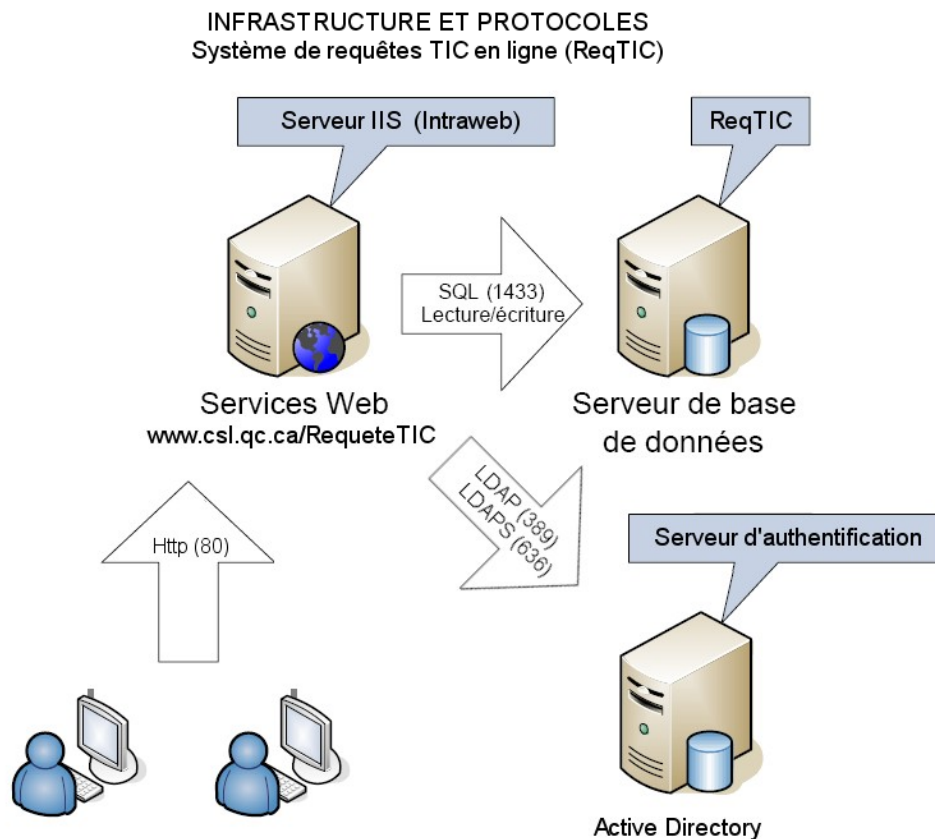 INFRASTRUCTURE ET PROTOCOLES
Système de requêtes TIC en ligne (ReqTIC)
Serveur IIS (Intraweb)
ReqTIC
SQL (1433)
Lecture/écriture
Services Web
www.csl.qc.ca/RequeteTIC
Serveur de base
de données
LDAP (389)
LDAPS (636)
Http (80)
Serveur d'authentification
Active Directory